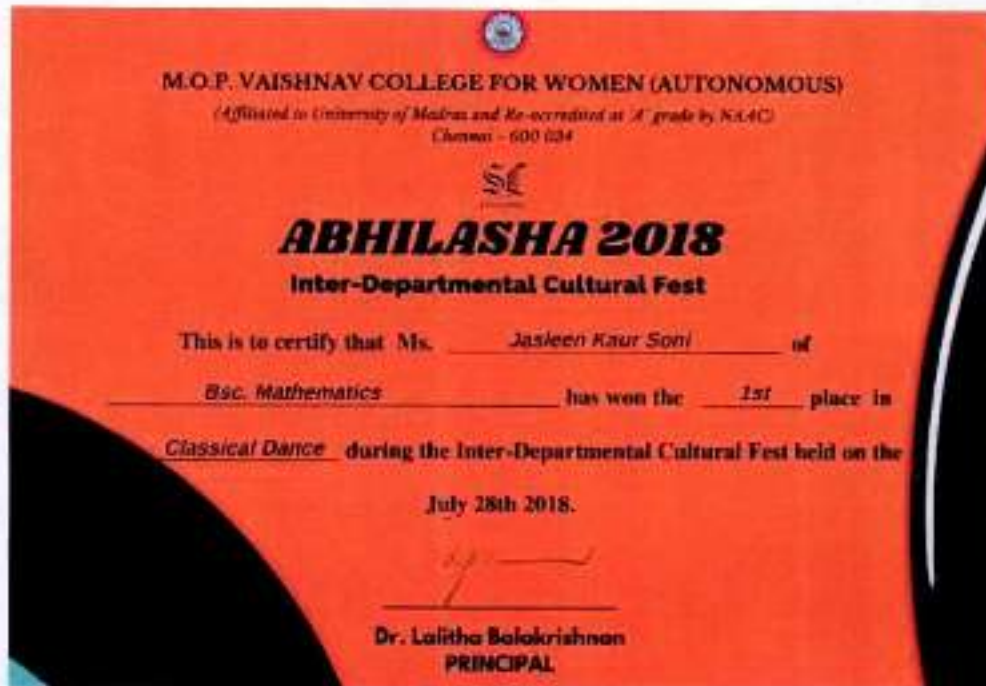 M.O.P. VAISHNAV COLLEGE FOR WOMEN (AUTONOMOUS)
(Affiliated to University of Madras and Re-accredited at 'A' grade by NAAC)
Chennai - 600 034
ABHILASHA 2018
Inter-Departmental Cultural Fest
This is to certify that Ms. Jasleen Kaur Soni of
Bsc. Mathematics has won the 1st place in
Classical Dance during the Inter-Departmental Cultural Fest held on the
July 28th 2018.
Dr. Lalitha Balakrishnan
PRINCIPAL